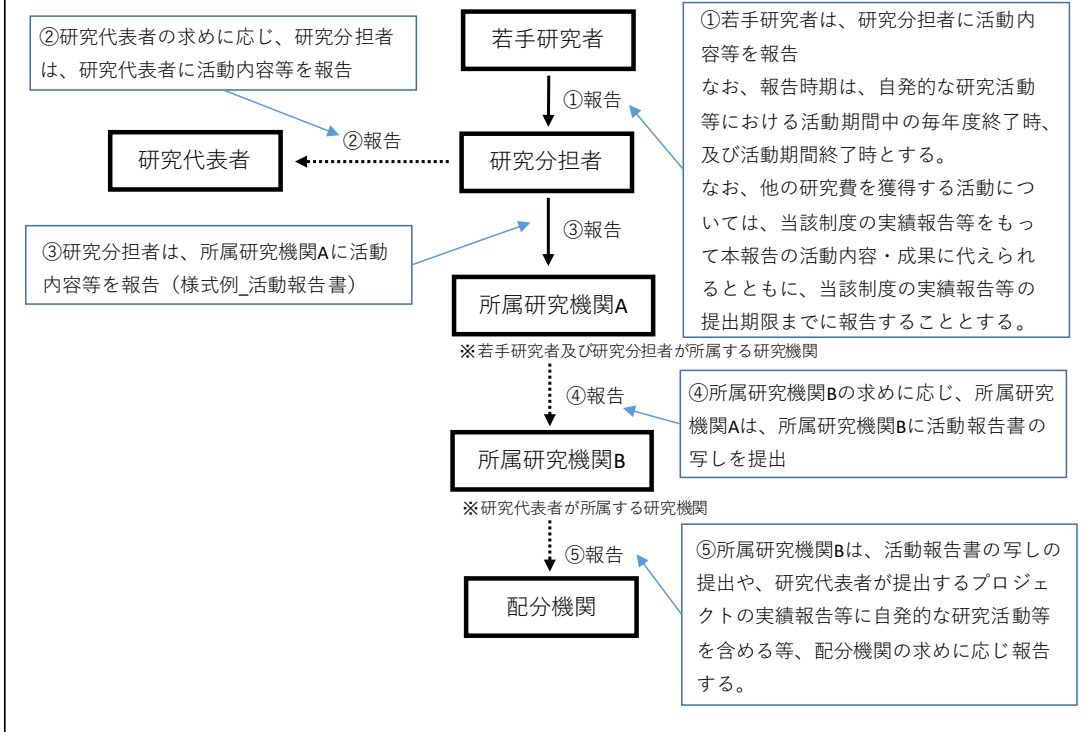 ②研究代表者の求めに応じ、研究分担者
は、研究代表者に活動内容等を報告
若手研究者
①若手研究者は、研究分担者に活動内
容等を報告
なお、報告時期は、自発的な研究活動
等における活動期間中の毎年度終了時、
及び活動期間終了時とする。
なお、他の研究費を獲得する活動につ
いては、当該制度の実績報告等をもっ
て本報告の活動内容・成果に代えられ
るとともに、当該制度の実績報告等の
提出期限までに報告することとする。
①報告
研究代表者
②報告
研究分担者
③研究分担者は、所属研究機関Aに活動
内容等を報告（様式例_活動報告書）
③報告
所属研究機関A
※若手研究者及び研究分担者が所属する研究機関
④報告
④所属研究機関Bの求めに応じ、所属研究
機関Aは、所属研究機関Bに活動報告書の
写しを提出
所属研究機関B
※研究代表者が所属する研究機関
⑤報告
⑤所属研究機関Bは、活動報告書の写しの
提出や、研究代表者が提出するプロジェ
クトの実績報告等に自発的な研究活動等
を含める等、配分機関の求めに応じ報告
する。
配分機関